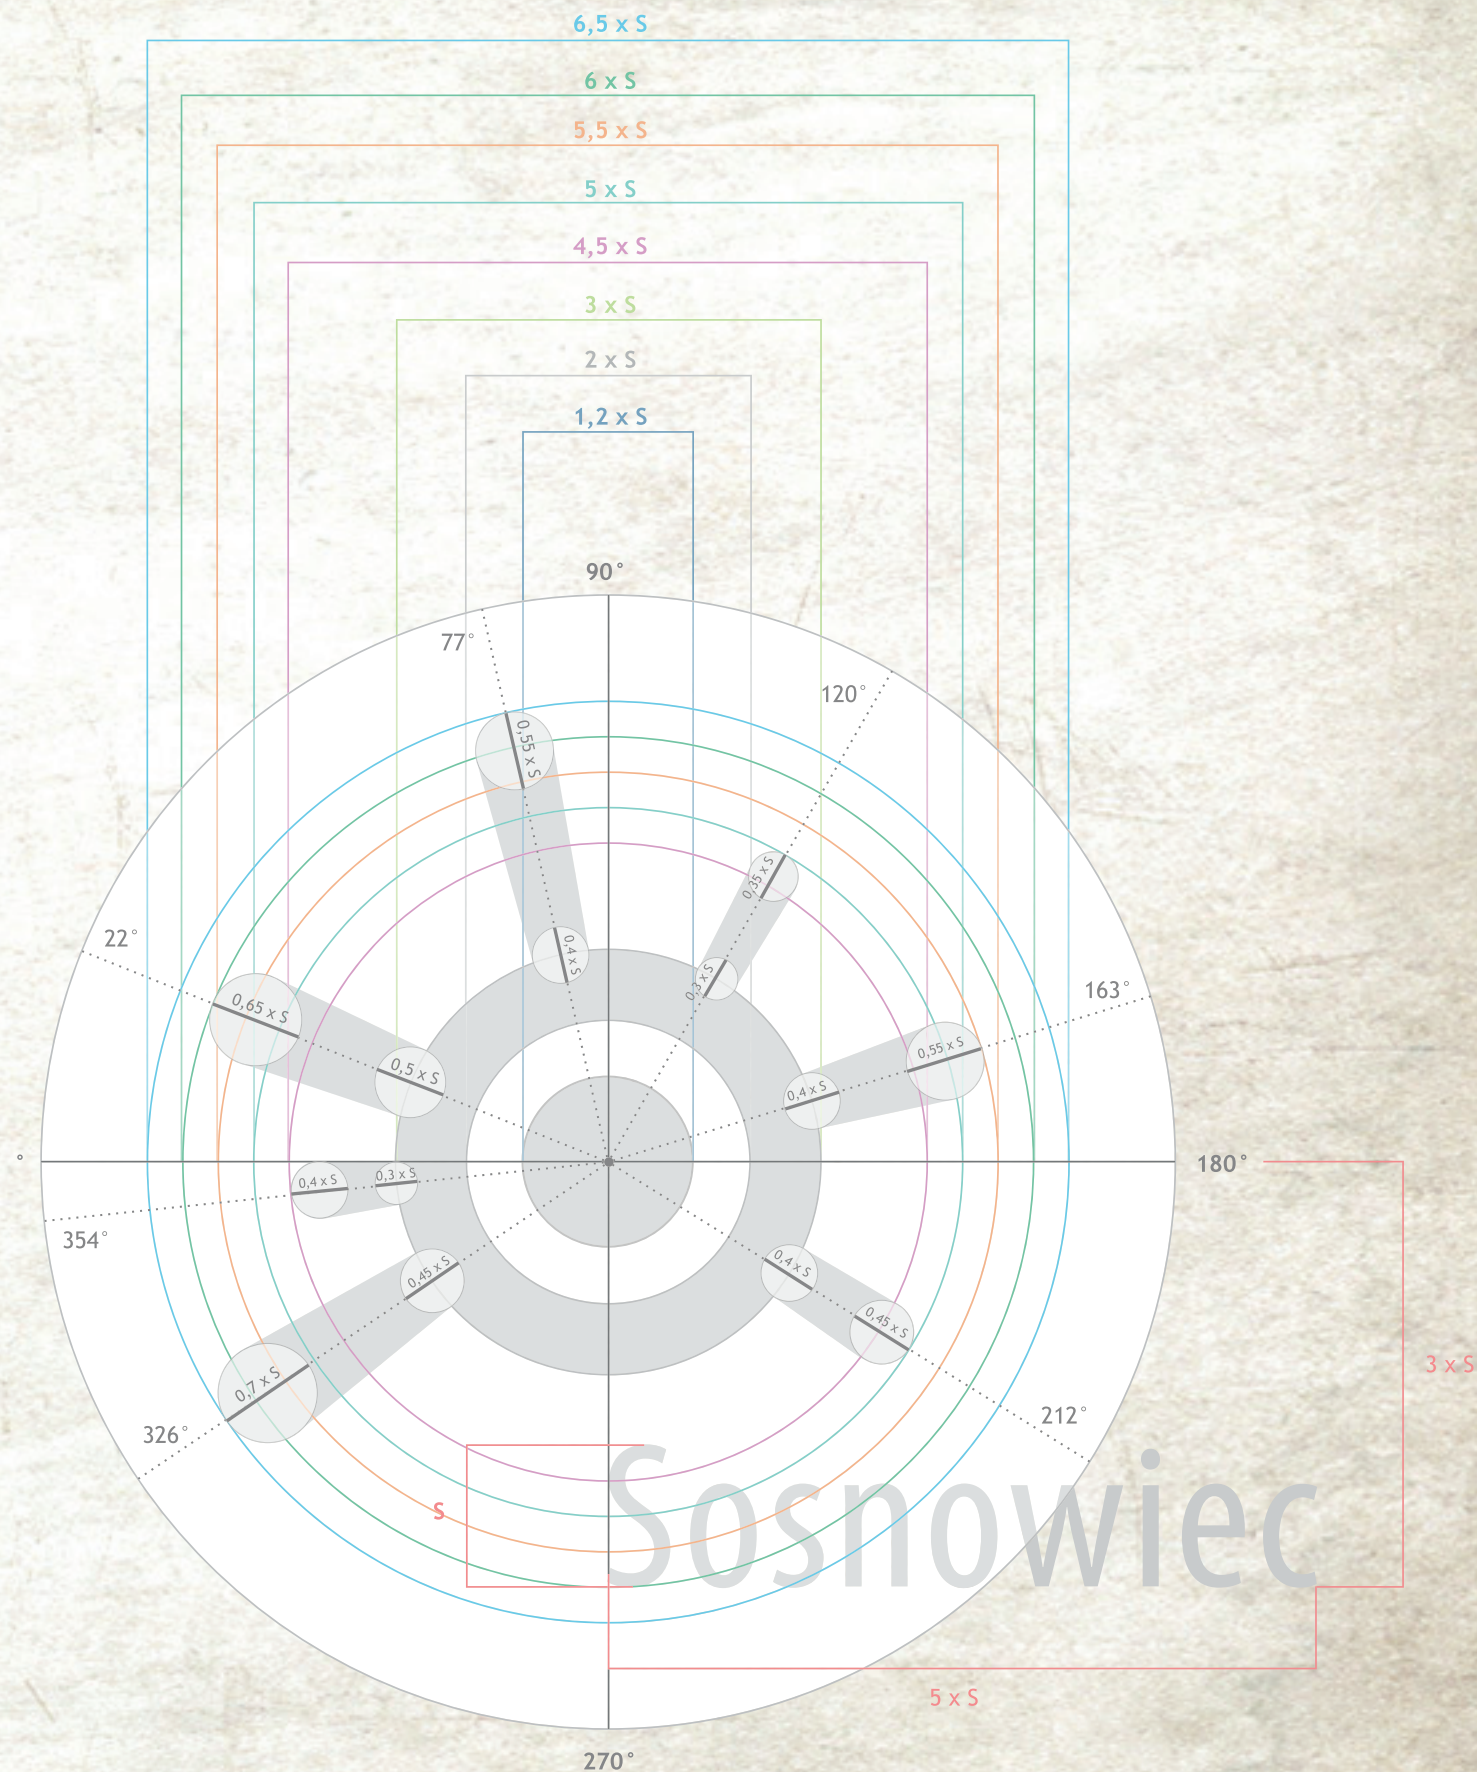 6,5 x S
6 x S
5,5 x S
5 x S
4,5 x S
3 x S
2 x S
1,2 x S
90°
77°
120°
0,55 x S
0,35 x S
22°
0,4 x S
0,3 x S
163°
0,65 x S
0,55 x S
0,5 x S
0,4 x S
°
180°
0,4 x S
0,3 x S
354°
0,45 x S
0,4 x S
0,45 x S
3 x S
0,7 x S
326°
212°
S
Sosnowiec
5 x S
270°